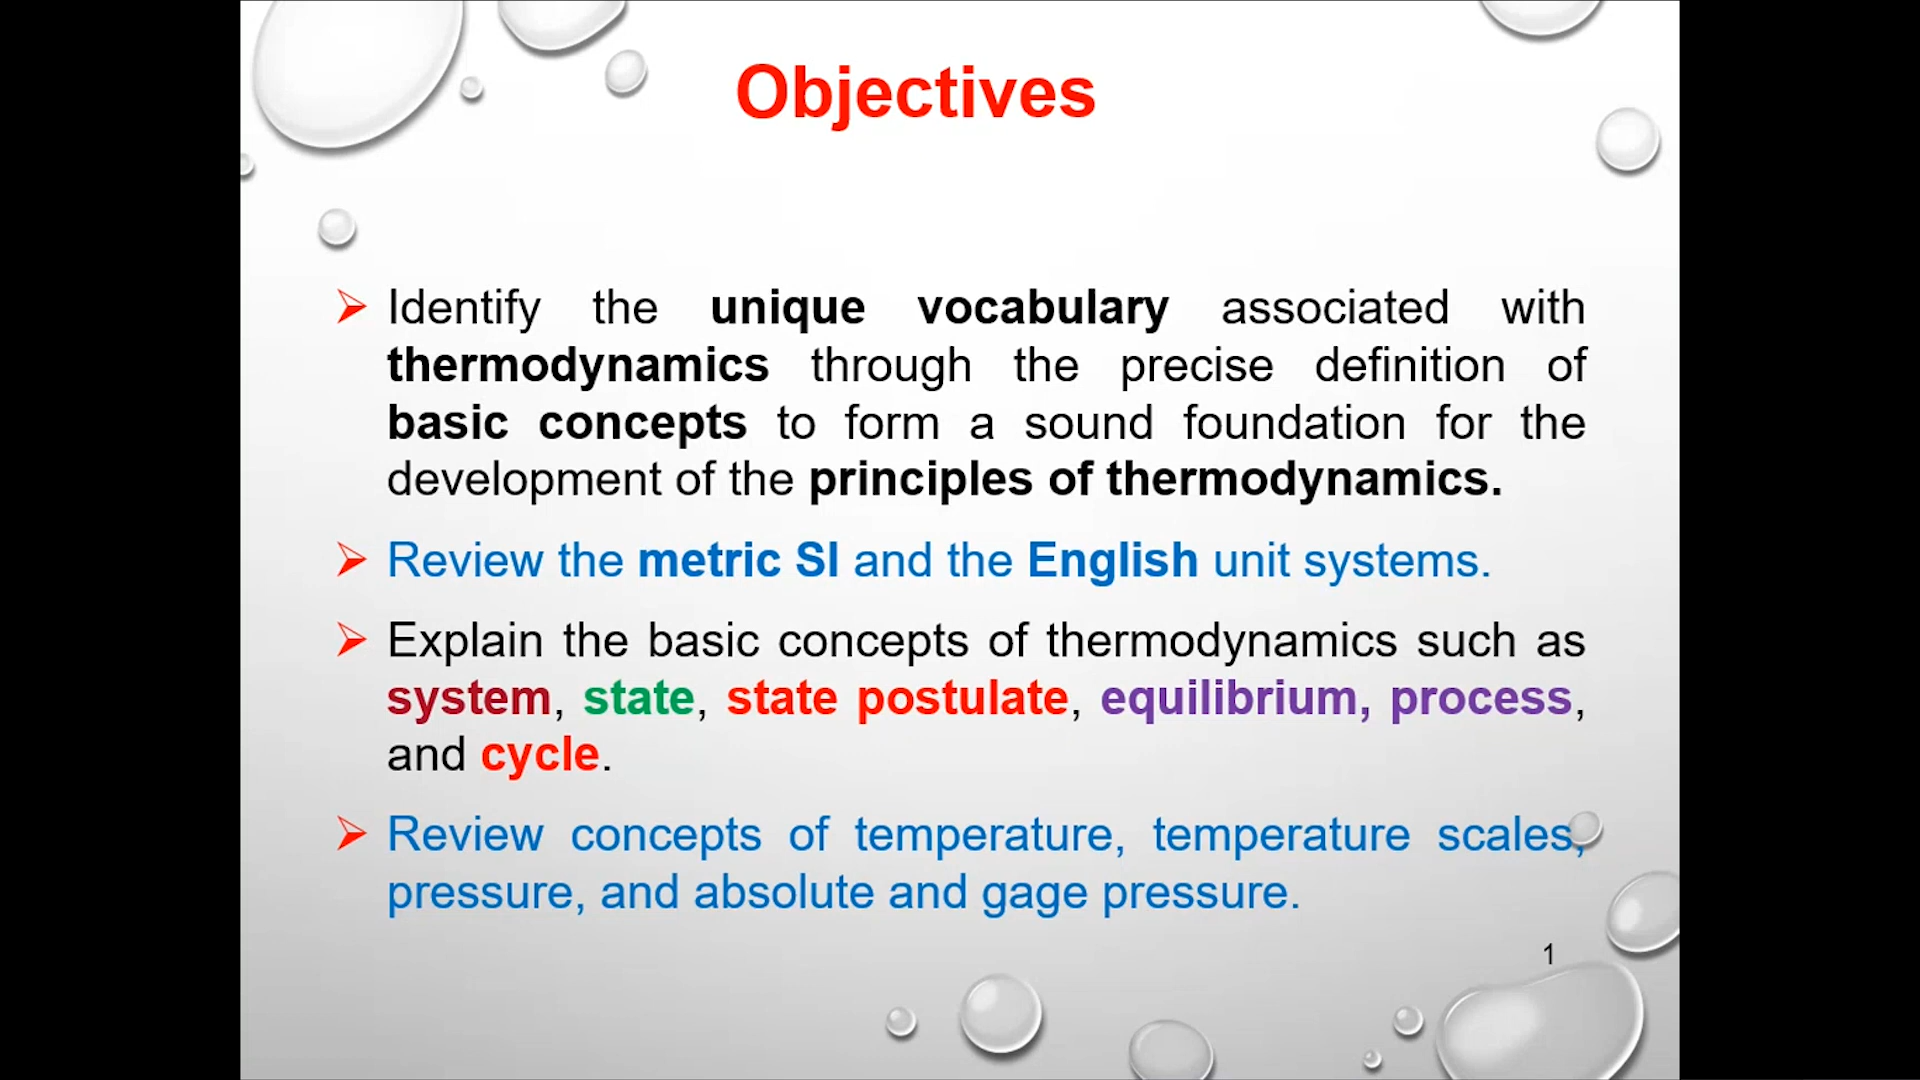 Objectives
Identify the unique vocabulary associated with
thermodynamics through the precise definition of
basic concepts to form a sound foundation for the
development of the principles of thermodynamics.
Review the metric SI and the English unit systems.
Explain the basic concepts of thermodynamics such as
system, state, state postulate, equilibrium, process,
and cycle.
Review concepts of temperature, temperature scales,
pressure, and absolute and gage pressure.
1